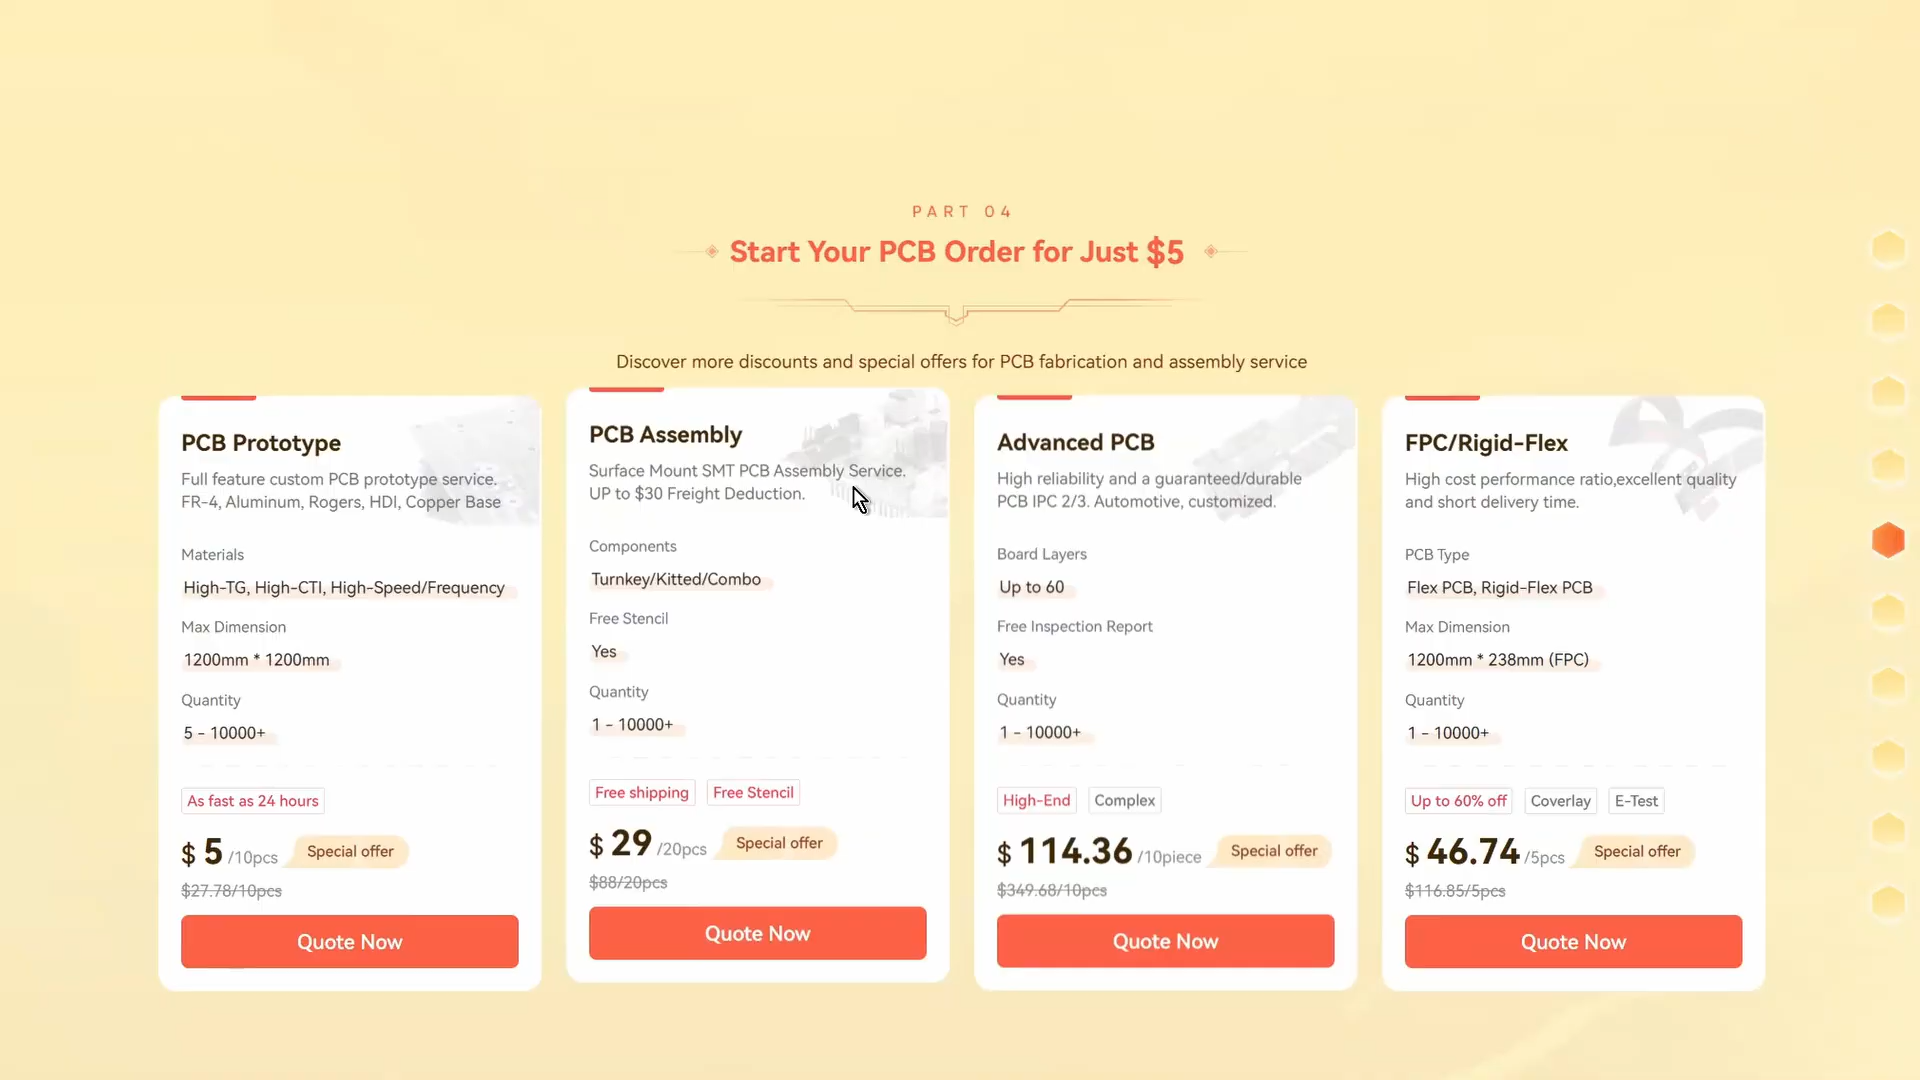 PART 04
Start Your PCB Order for Just $5
Discover more discounts and special offers for PCB fabrication and assembly service
PCB Prototype
Full feature custom PCB prototype service.
FR-4, Aluminum, Rogers, HDI, Copper Base
Materials
High-TG, High-CTI, High-Speed/Frequency
Max Dimension
1200mm * 1200mm
Quantity
5 - 10000+
As fast as 24 hours
$ 5 /10pcs Special offer
$27.78/10pcs
Quote Now
PCB Assembly
Surface Mount SMT PCB Assembly Service.
UP to $30 Freight Deduction.
Components
Turnkey/Kitted/Combo
Free Stencil
Yes
Quantity
1 - 10000+
Free shipping Free Stencil
$ 29 /20pcs Special offer
$88/20pcs
Quote Now
Advanced PCB
High reliability and a guaranteed/durable
PCB IPC 2/3. Automotive, customized.
Board Layers
Up to 60
Free Inspection Report
Yes
Quantity
1 - 10000+
High-End Complex
$ 114.36 /10piece Special offer
$349.68/10pcs
Quote Now
FPC/Rigid-Flex
High cost performance ratio,excellent quality
and short delivery time.
PCB Type
Flex PCB, Rigid-Flex PCB
Max Dimension
1200mm * 238mm (FPC)
Quantity
1 - 10000+
Up to 60% off Coverlay E-Test
$ 46.74 /5pcs Special offer
$116.85/5pcs
Quote Now